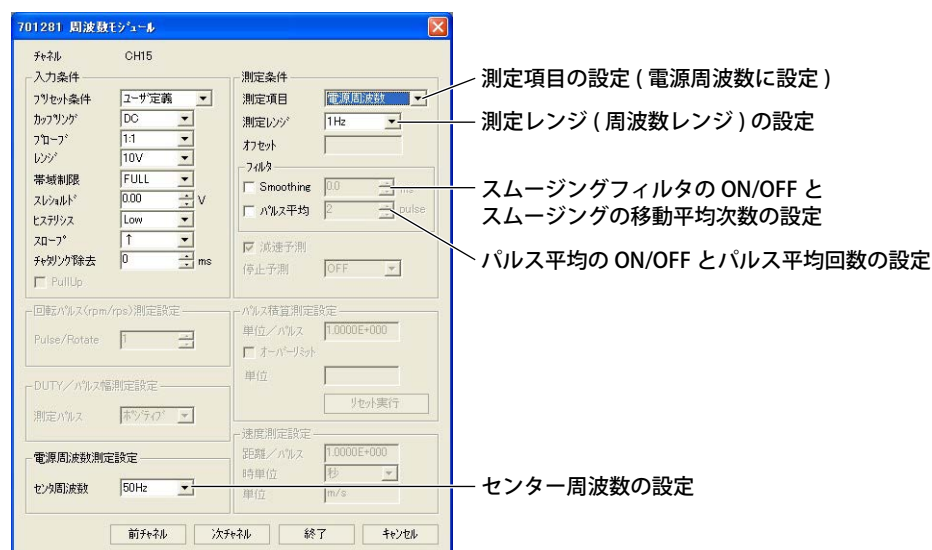 701281 周波数ﾓｼﾞｭｰﾙ
ﾁｬﾈﾙ CH15
入力条件
ﾌﾟﾘｾｯﾄ条件 ﾕｰｻﾞ定義
ｶｯﾌﾟﾘﾝｸﾞ DC
ﾌﾟﾛｰﾌﾞ 1:1
ﾚﾝｼﾞ 10V
帯域制限 FULL
ｽﾚｼｮﾙﾄﾞ 0.00 V
ﾋｽﾃﾘｼｽ Low
ｽﾛｰﾌﾟ ↑
ﾁｬﾀﾘﾝｸﾞ除去 0 ms
PullUp
測定条件
測定項目 電源周波数
測定ﾚﾝｼﾞ 1Hz
ｵﾌｾｯﾄ
ﾌｨﾙﾀ
Smoothing 0.0 ms
ﾊﾟﾙｽ平均 2 pulse
減速予測
停止予測 OFF
回転ﾊﾟﾙｽ(rpm/rps)測定設定
Pulse/Rotate 1
DUTY／ﾊﾟﾙｽ幅測定設定
測定ﾊﾟﾙｽ ﾎﾟｼﾞﾃｨﾌﾞ
電源周波数測定設定
ｾﾝﾀ周波数 50Hz
ﾊﾟﾙｽ積算測定設定
単位／ﾊﾟﾙｽ 1.0000E+000
ｵｰﾊﾞｰﾘﾐｯﾄ
単位
ﾘｾｯﾄ実行
速度測定設定
距離／ﾊﾟﾙｽ 1.0000E+000
時単位 秒
単位 m/s
前ﾁｬﾈﾙ 次ﾁｬﾈﾙ 終了 ｷｬﾝｾﾙ
測定項目の設定 ( 電源周波数に設定 )
測定レンジ ( 周波数レンジ ) の設定
スムージングフィルタの ON/OFF と
スムージングの移動平均次数の設定
パルス平均の ON/OFF とパルス平均回数の設定
センター周波数の設定